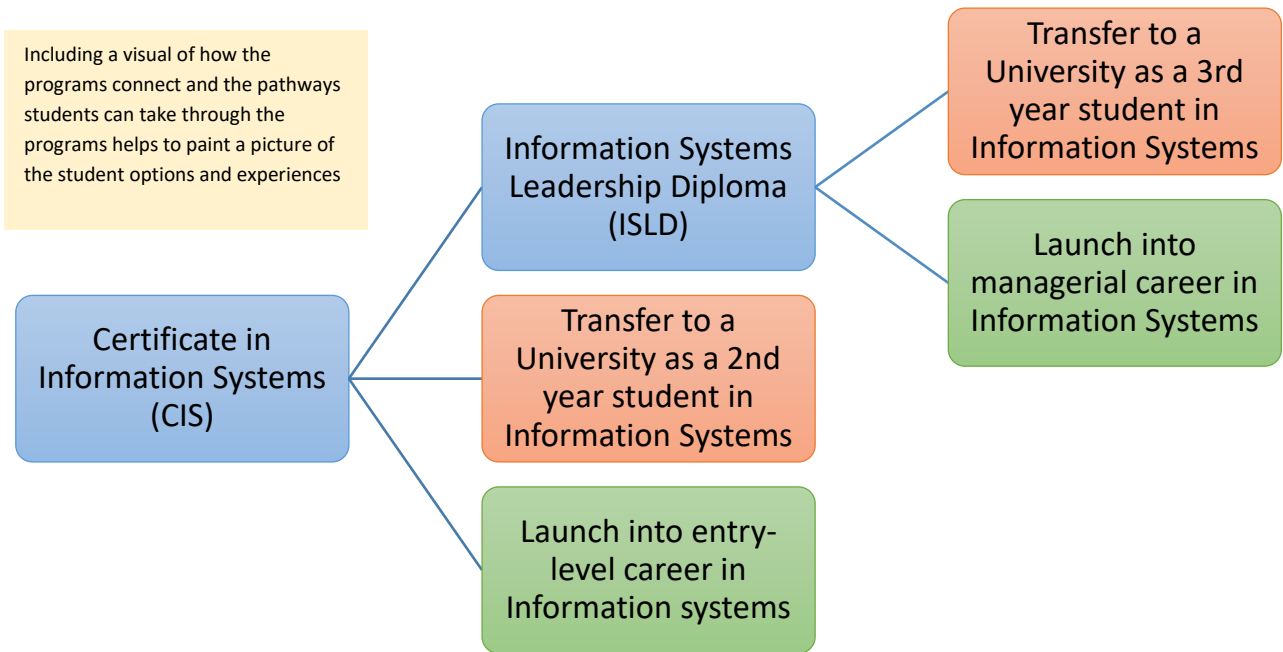 Including a visual of how the
programs connect and the pathways
students can take through the
programs helps to paint a picture of
the student options and experiences
Certificate in
Information Systems
(CIS)
Information Systems
Leadership Diploma
(ISLD)
Transfer to a
University as a 2nd
year student in
Information Systems
Launch into entry-
level career in
Information systems
Transfer to a
University as a 3rd
year student in
Information Systems
Launch into
managerial career in
Information Systems